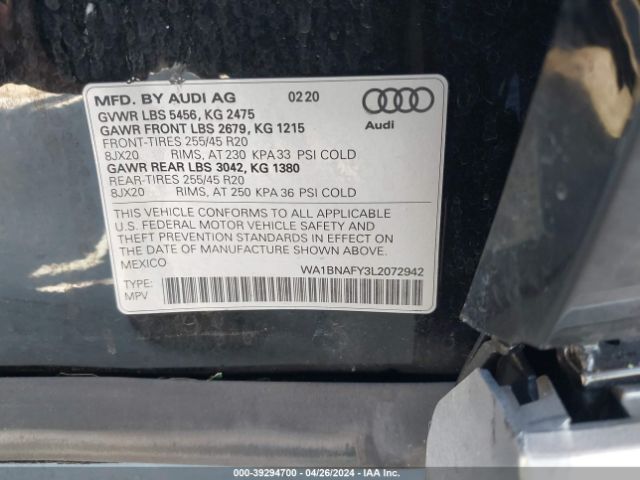 MFD. BY AUDI AG 02 20
GVWR LBS 5456, KG 2475
GAWR FRONT LBS 2679, KG 1215
FRONT-TIRES 255/45 R20
8JX20 RIMS, AT 230 KPA 33 PSI COLD
GAWR REAR LBS 3042, KG 1380
REAR-TIRES 255/45 R20
8JX20 RIMS, AT 250 KPA 36 PSI COLD
Audi
THIS VEHICLE CONFORMS TO ALL APPLICABLE
U.S. FEDERAL MOTOR VEHICLE SAFETY AND
THEFT PREVENTION STANDARDS IN EFFECT ON
THE DATE OF MANUFACTURE SHOWN ABOVE.
MEXICO WA1BNAFY3L2072942
TYPE:
MPV
000-39294700 - 04/26/2024 - IAA Inc.